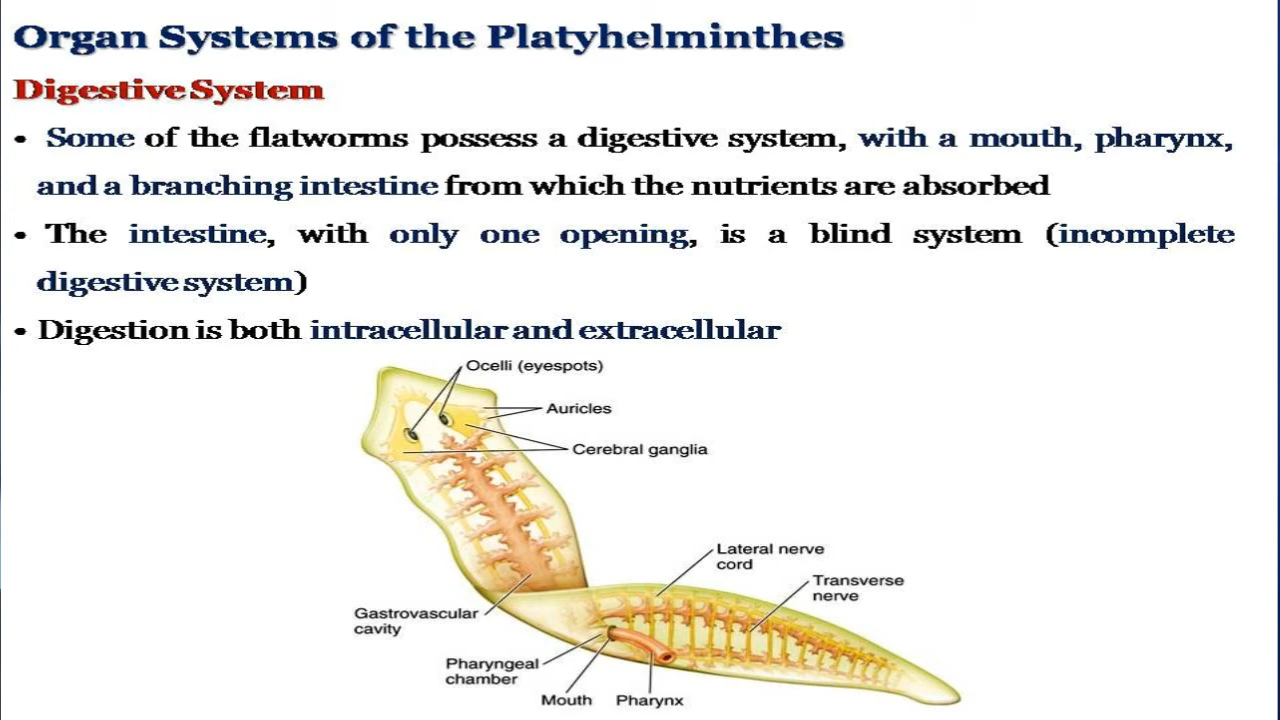 Organ Systems of the Platyhelminthes
Digestive System
• Some of the flatworms possess a digestive system, with a mouth, pharynx,
and a branching intestine from which the nutrients are absorbed
• The intestine, with only one opening, is a blind system (incomplete
digestive system)
• Digestion is both intracellular and extracellular
Ocelli (eyespots)
Auricles
Cerebral ganglia
Lateral nerve
cord
Transverse
nerve
Gastrovascular
cavity
Pharyngeal
chamber
Mouth
Pharynx